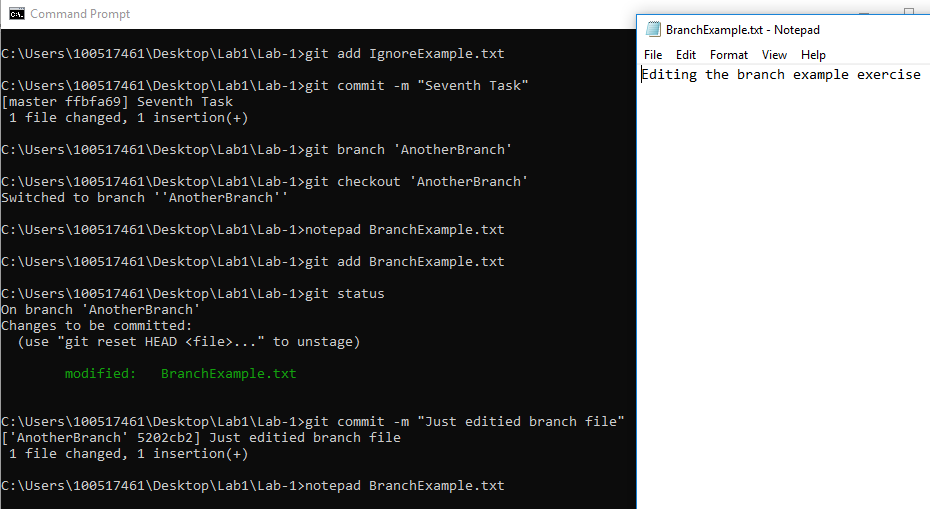 Command Prompt
C:\Users\100517461\Desktop\Lab1\Lab-1>git add IgnoreExample.txt
C:\Users\100517461\Desktop\Lab1\Lab-1>git commit -m "Seventh Task"
[master ffbfa69] Seventh Task
1 file changed, 1 insertion(+)
C:\Users\100517461\Desktop\Lab1\Lab-1>git branch 'AnotherBranch'
C:\Users\100517461\Desktop\Lab1\Lab-1>git checkout 'AnotherBranch'
Switched to branch ''AnotherBranch''
C:\Users\100517461\Desktop\Lab1\Lab-1>notepad BranchExample.txt
C:\Users\100517461\Desktop\Lab1\Lab-1>git add BranchExample.txt
C:\Users\100517461\Desktop\Lab1\Lab-1>git status
On branch 'AnotherBranch'
Changes to be committed:
(use "git reset HEAD <file>..." to unstage)
modified:   BranchExample.txt
C:\Users\100517461\Desktop\Lab1\Lab-1>git commit -m "Just editied branch file"
['AnotherBranch' 5202cb2] Just editied branch file
1 file changed, 1 insertion(+)
C:\Users\100517461\Desktop\Lab1\Lab-1>notepad BranchExample.txt
BranchExample.txt - Notepad
File Edit Format View Help
Editing the branch example exercise